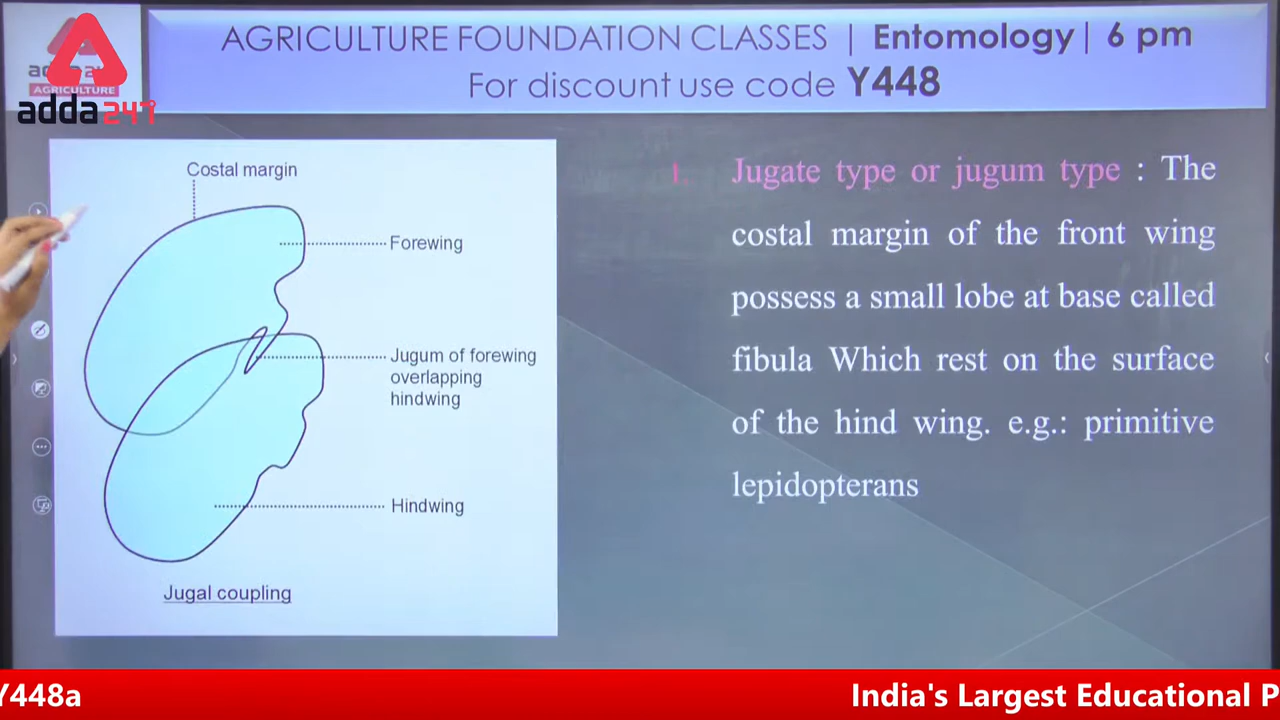 AGRICULTURE FOUNDATION CLASSES | Entomology| 6 pm
For discount use code Y448
AGRICULTURE
adda247
Costal margin
Forewing
Jugum of forewing
overlapping
hindwing
Hindwing
Jugal coupling
1. Jugate type or jugum type : The
costal margin of the front wing
possess a small lobe at base called
fibula Which rest on the surface
of the hind wing. e.g.: primitive
lepidopterans
Y448a
India's Largest Educational P